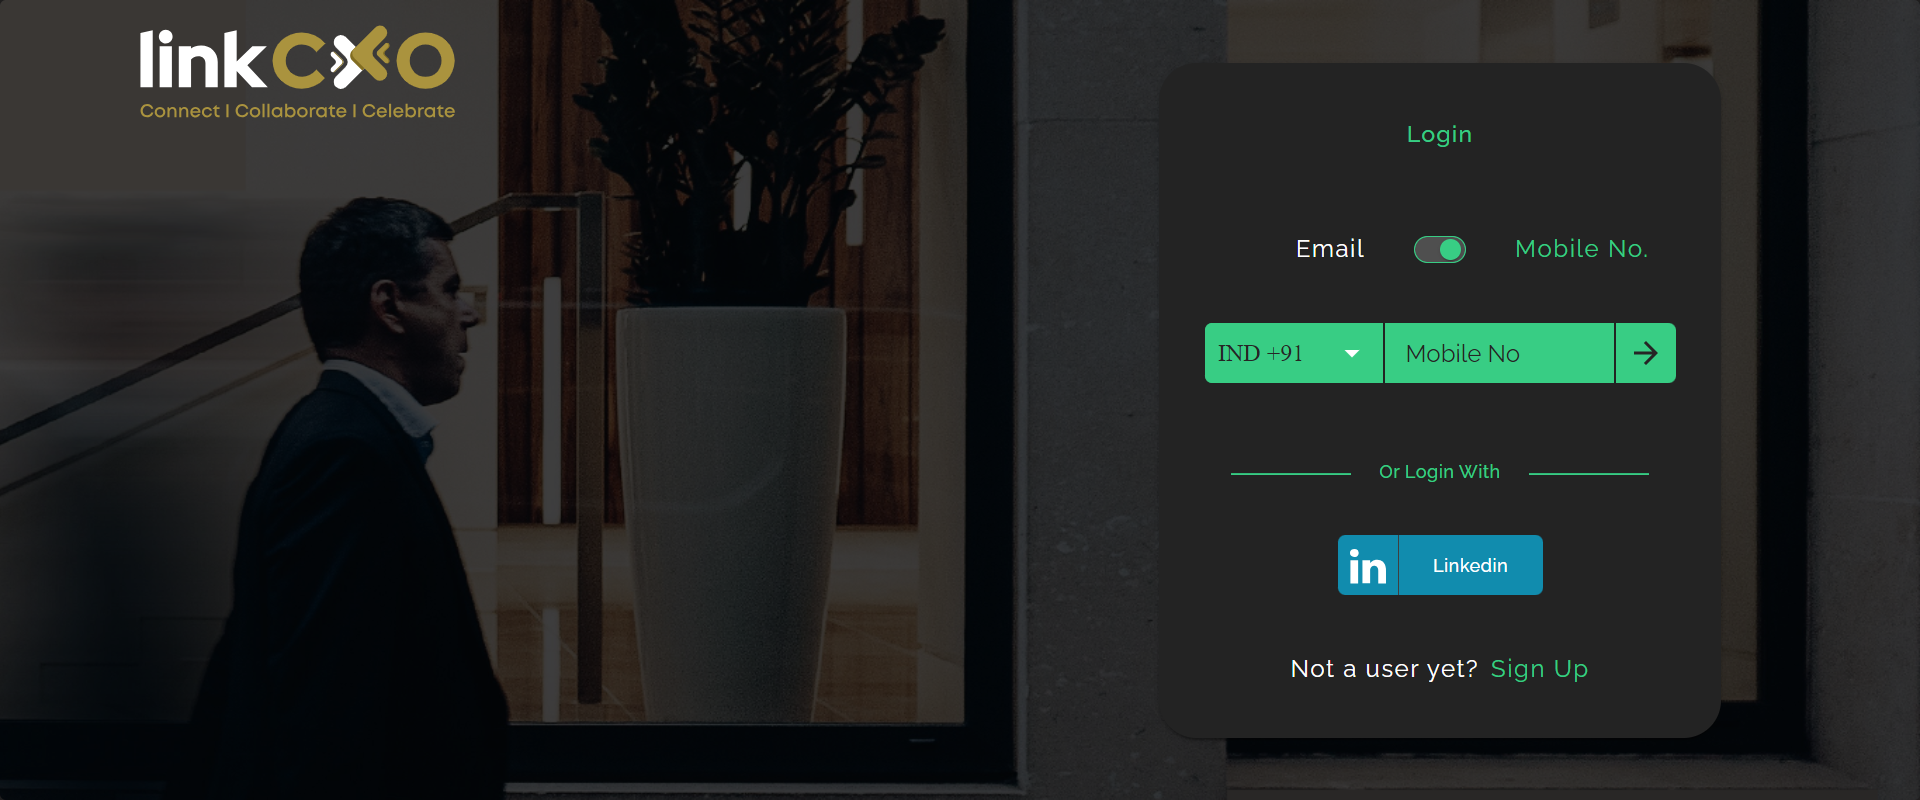 linkCXO
Connect | Collaborate | Celebrate
Login
Email
Mobile No.
IND +91
Mobile No
Or Login With
in
Linkedin
Not a user yet? Sign Up